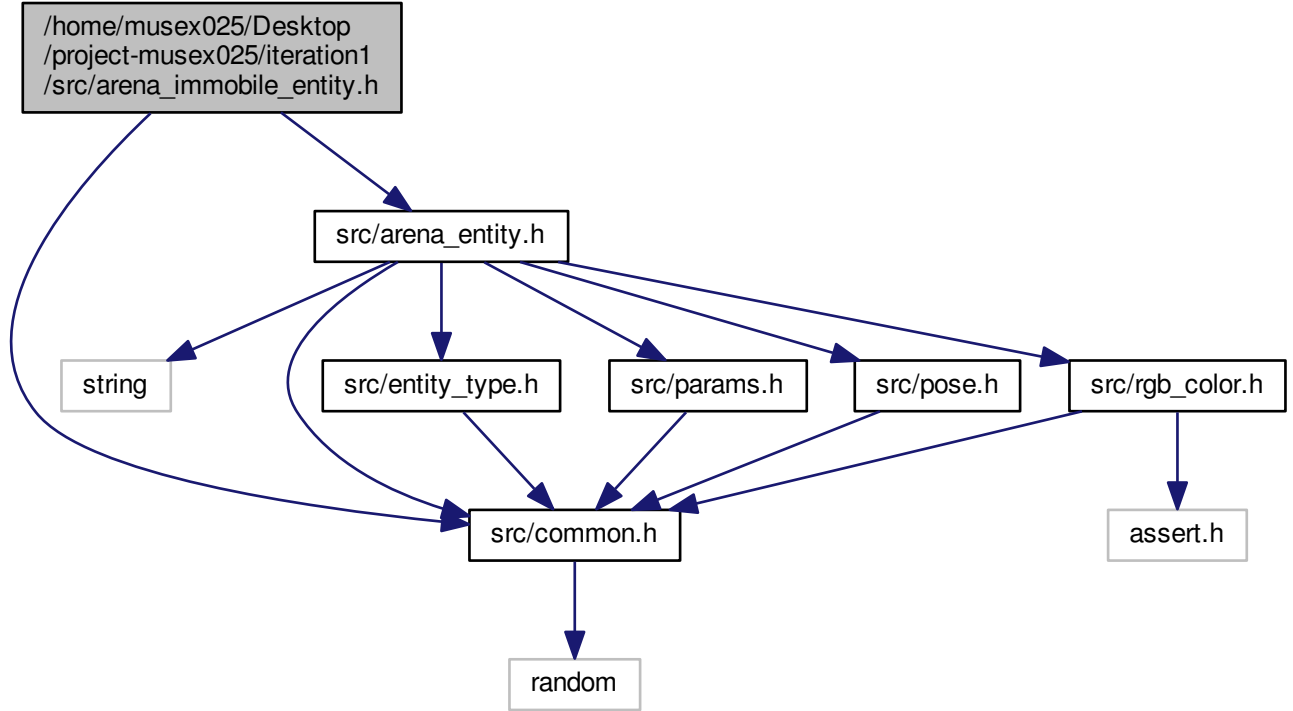 /home/musex025/Desktop
/project-musex025/iteration1
/src/arena_immobile_entity.h
src/arena_entity.h
string
src/entity_type.h
src/params.h
src/pose.h
src/rgb_color.h
src/common.h
assert.h
random